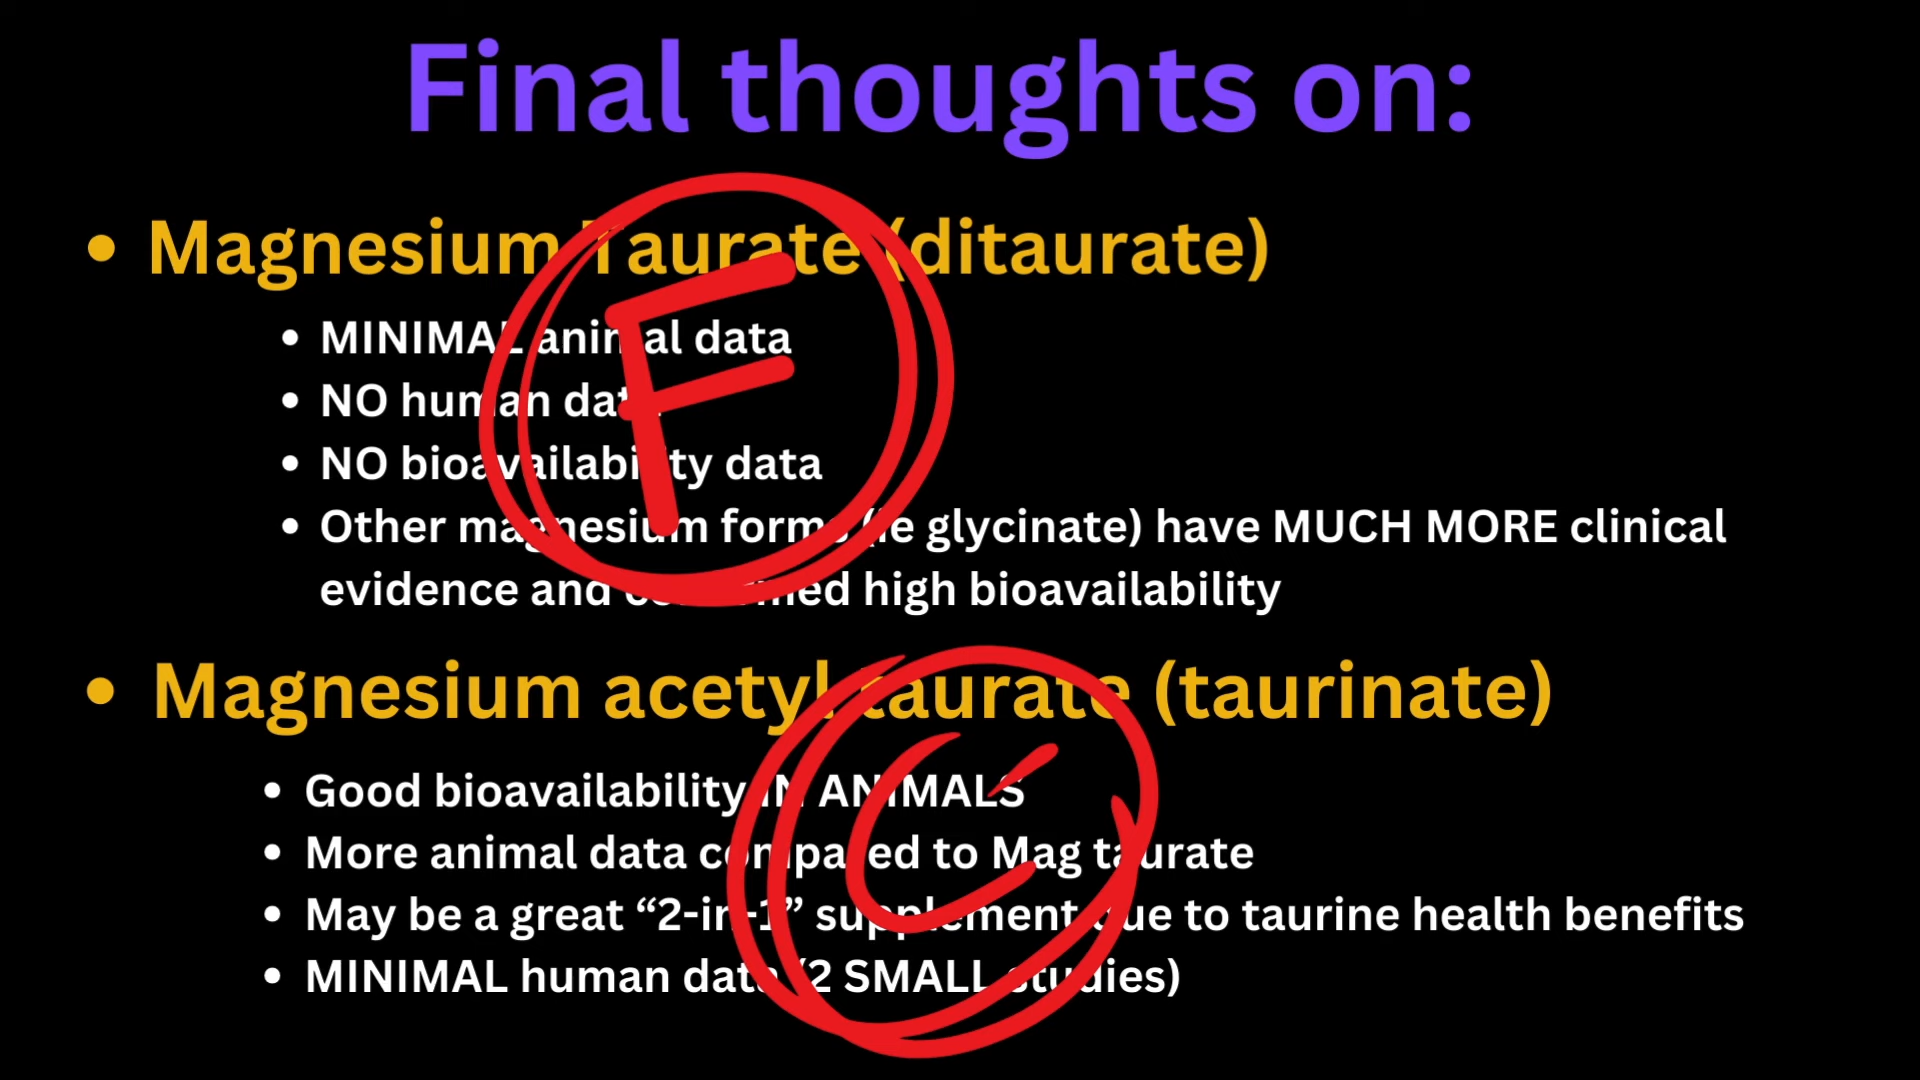 Final thoughts on:
• Magnesium Taurate (ditaurate)
• MINIMAL animal data
• NO human data
• NO bioavailability data
• Other magnesium forms (ie glycinate) have MUCH MORE clinical
evidence and confirmed high bioavailability
F
• Magnesium acetyl taurate (taurinate)
• Good bioavailability IN ANIMALS
• More animal data compared to Mag taurate
• May be a great “2-in-1” supplement due to taurine health benefits
• MINIMAL human data (2 SMALL studies)
C